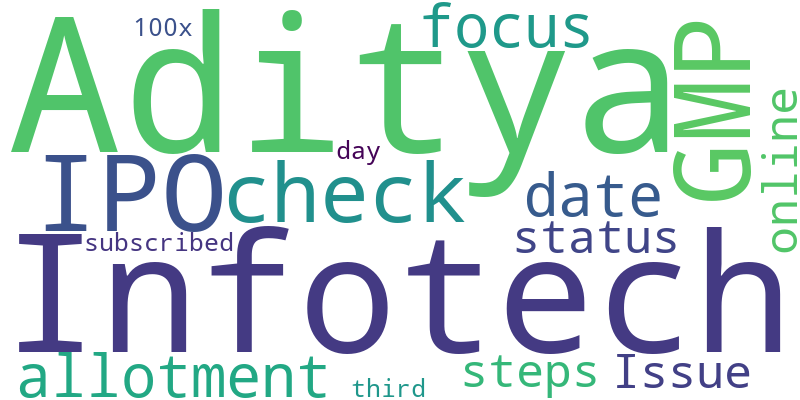 100x
focus
Aditya
GMP
online
day
IPO
check
date
subscribed
status
Infotech
allotment
third
steps
Issue